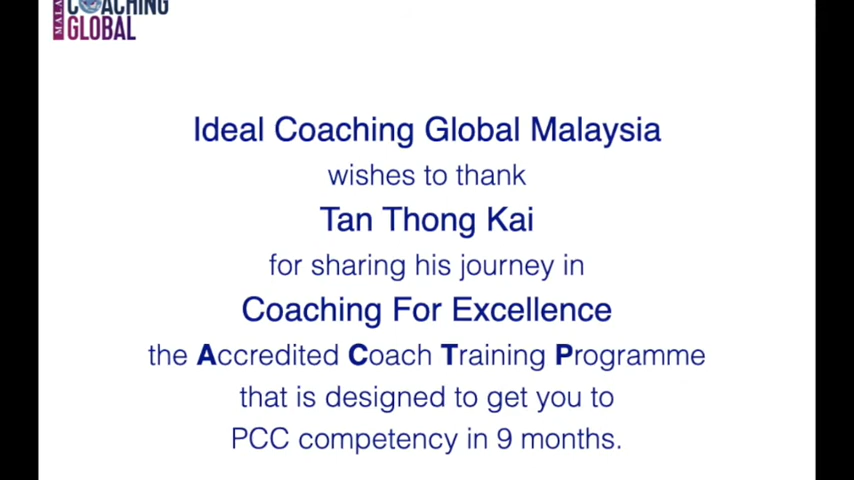 COACHING
GLOBAL
Ideal Coaching Global Malaysia
wishes to thank
Tan Thong Kai
for sharing his journey in
Coaching For Excellence
the Accredited Coach Training Programme
that is designed to get you to
PCC competency in 9 months.